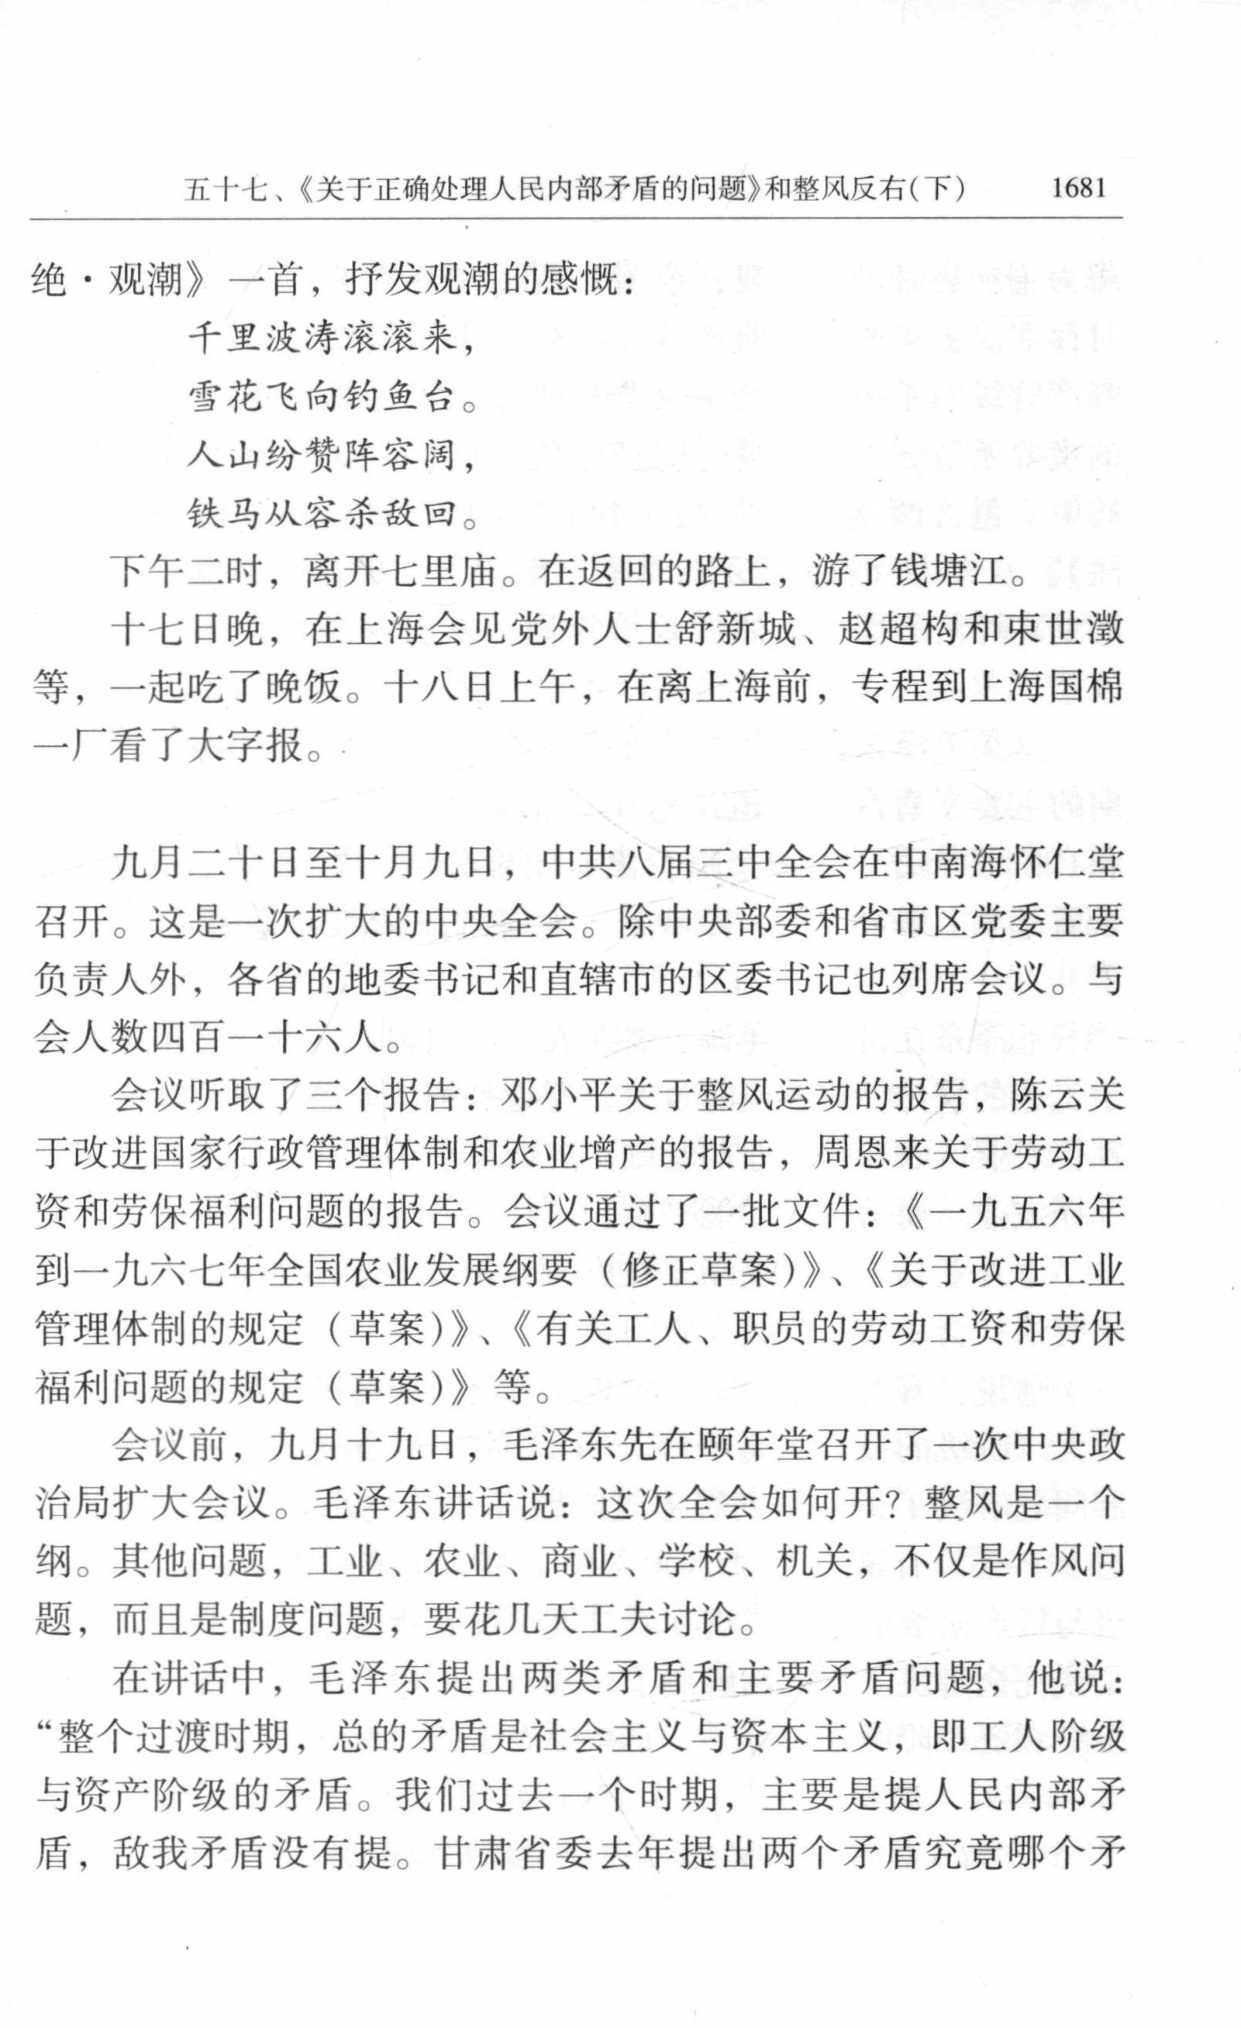 五十七、《关于正确处理人民内部矛盾的问题》和整风反右(下) 1681
绝·观潮》一首，抒发观潮的感慨：
千里波涛滚滚来，
雪花飞向钓鱼台。
人山纷赞阵容阔，
铁马从容杀敌回。
下午二时，离开七里庙。在返回的路上，游了钱塘江。
十七日晚，在上海会见党外人士舒新城、赵超构和束世澂
等，一起吃了晚饭。十八日上午，在离上海前，专程到上海国棉
一厂看了大字报。
九月二十日至十月九日，中共八届三中全会在中南海怀仁堂
召开。这是一次扩大的中央全会。除中央部委和省市区党委主要
负责人外，各省的地委书记和直辖市的区委书记也列席会议。与
会人数四百一十六人。
会议听取了三个报告：邓小平关于整风运动的报告，陈云关
于改进国家行政管理体制和农业增产的报告，周恩来关于劳动工
资和劳保福利问题的报告。会议通过了一批文件：《一九五六年
到一九六七年全国农业发展纲要（修正草案）》、《关于改进工业
管理体制的规定（草案）》、《有关工人、职员的劳动工资和劳保
福利问题的规定（草案）》等。
会议前，九月十九日，毛泽东先在颐年堂召开了一次中央政
治局扩大会议。毛泽东讲话说：这次全会如何开？整风是一个
纲。其他问题，工业、农业、商业、学校、机关，不仅是作风问
题，而且是制度问题，要花几天工夫讨论。
在讲话中，毛泽东提出两类矛盾和主要矛盾问题，他说：
“整个过渡时期，总的矛盾是社会主义与资本主义，即工人阶级
与资产阶级的矛盾。我们过去一个时期，主要是提人民内部矛
盾，敌我矛盾没有提。甘肃省委去年提出两个矛盾究竟哪个矛